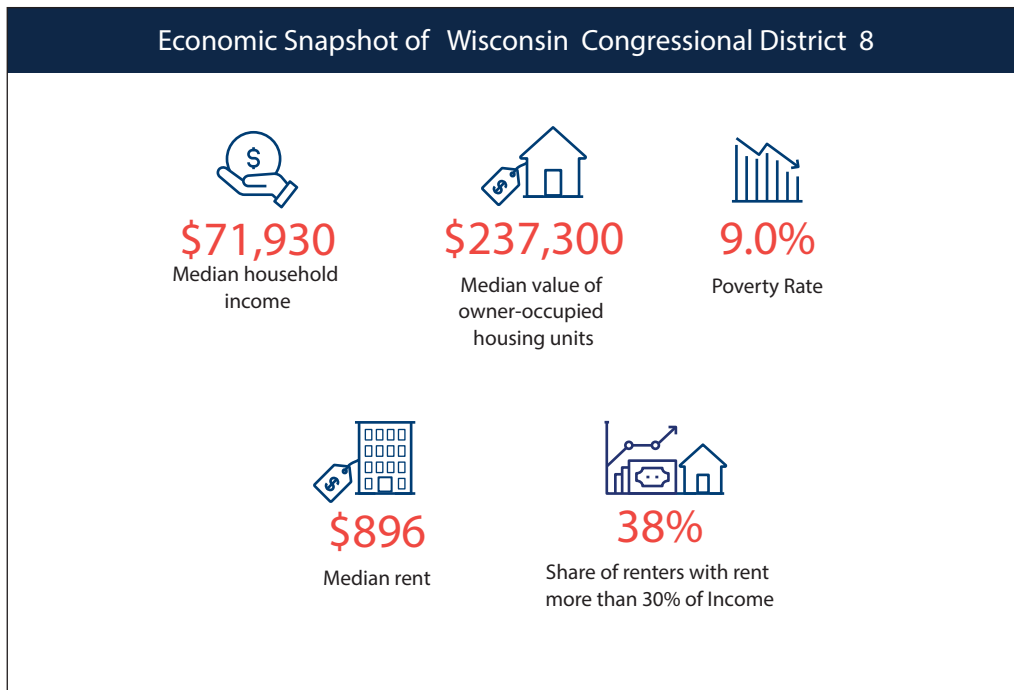 Economic Snapshot of Wisconsin Congressional District 8
$
$
$71,930
Median household
income
$237,300
Median value of
owner-occupied
housing units
9.0%
Poverty Rate
$
$896
Median rent
38%
Share of renters with rent
more than 30% of Income